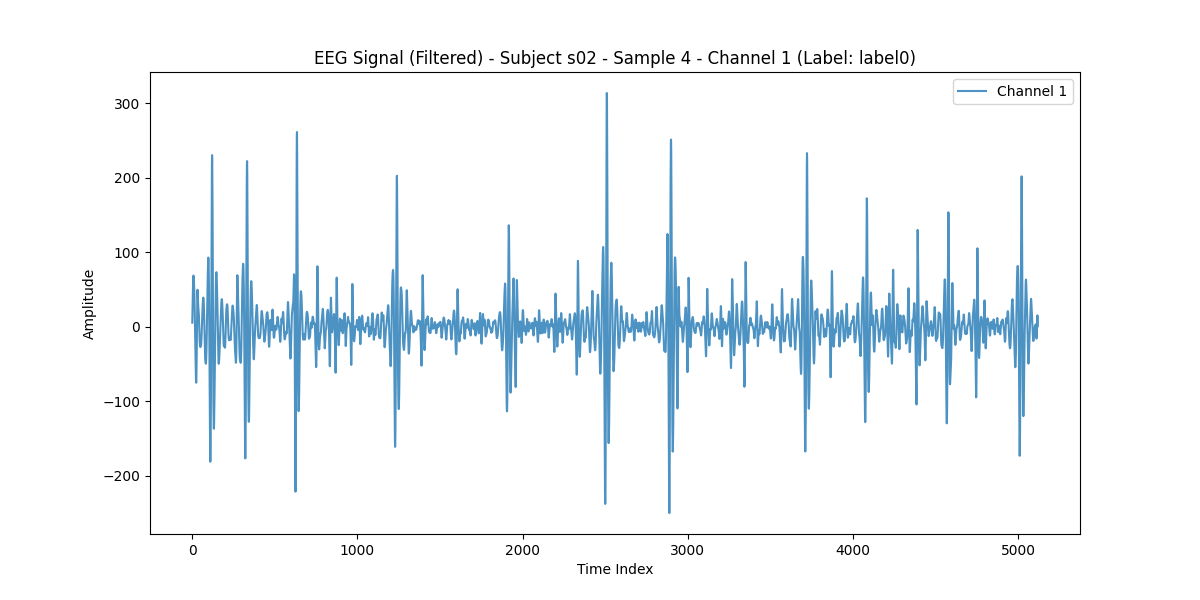 EEG Signal (Filtered) - Subject s02 - Sample 4 - Channel 1 (Label: label0)
Channel 1
300
200
100
0
−100
−200
Amplitude
0 1000 2000 3000 4000 5000
Time Index